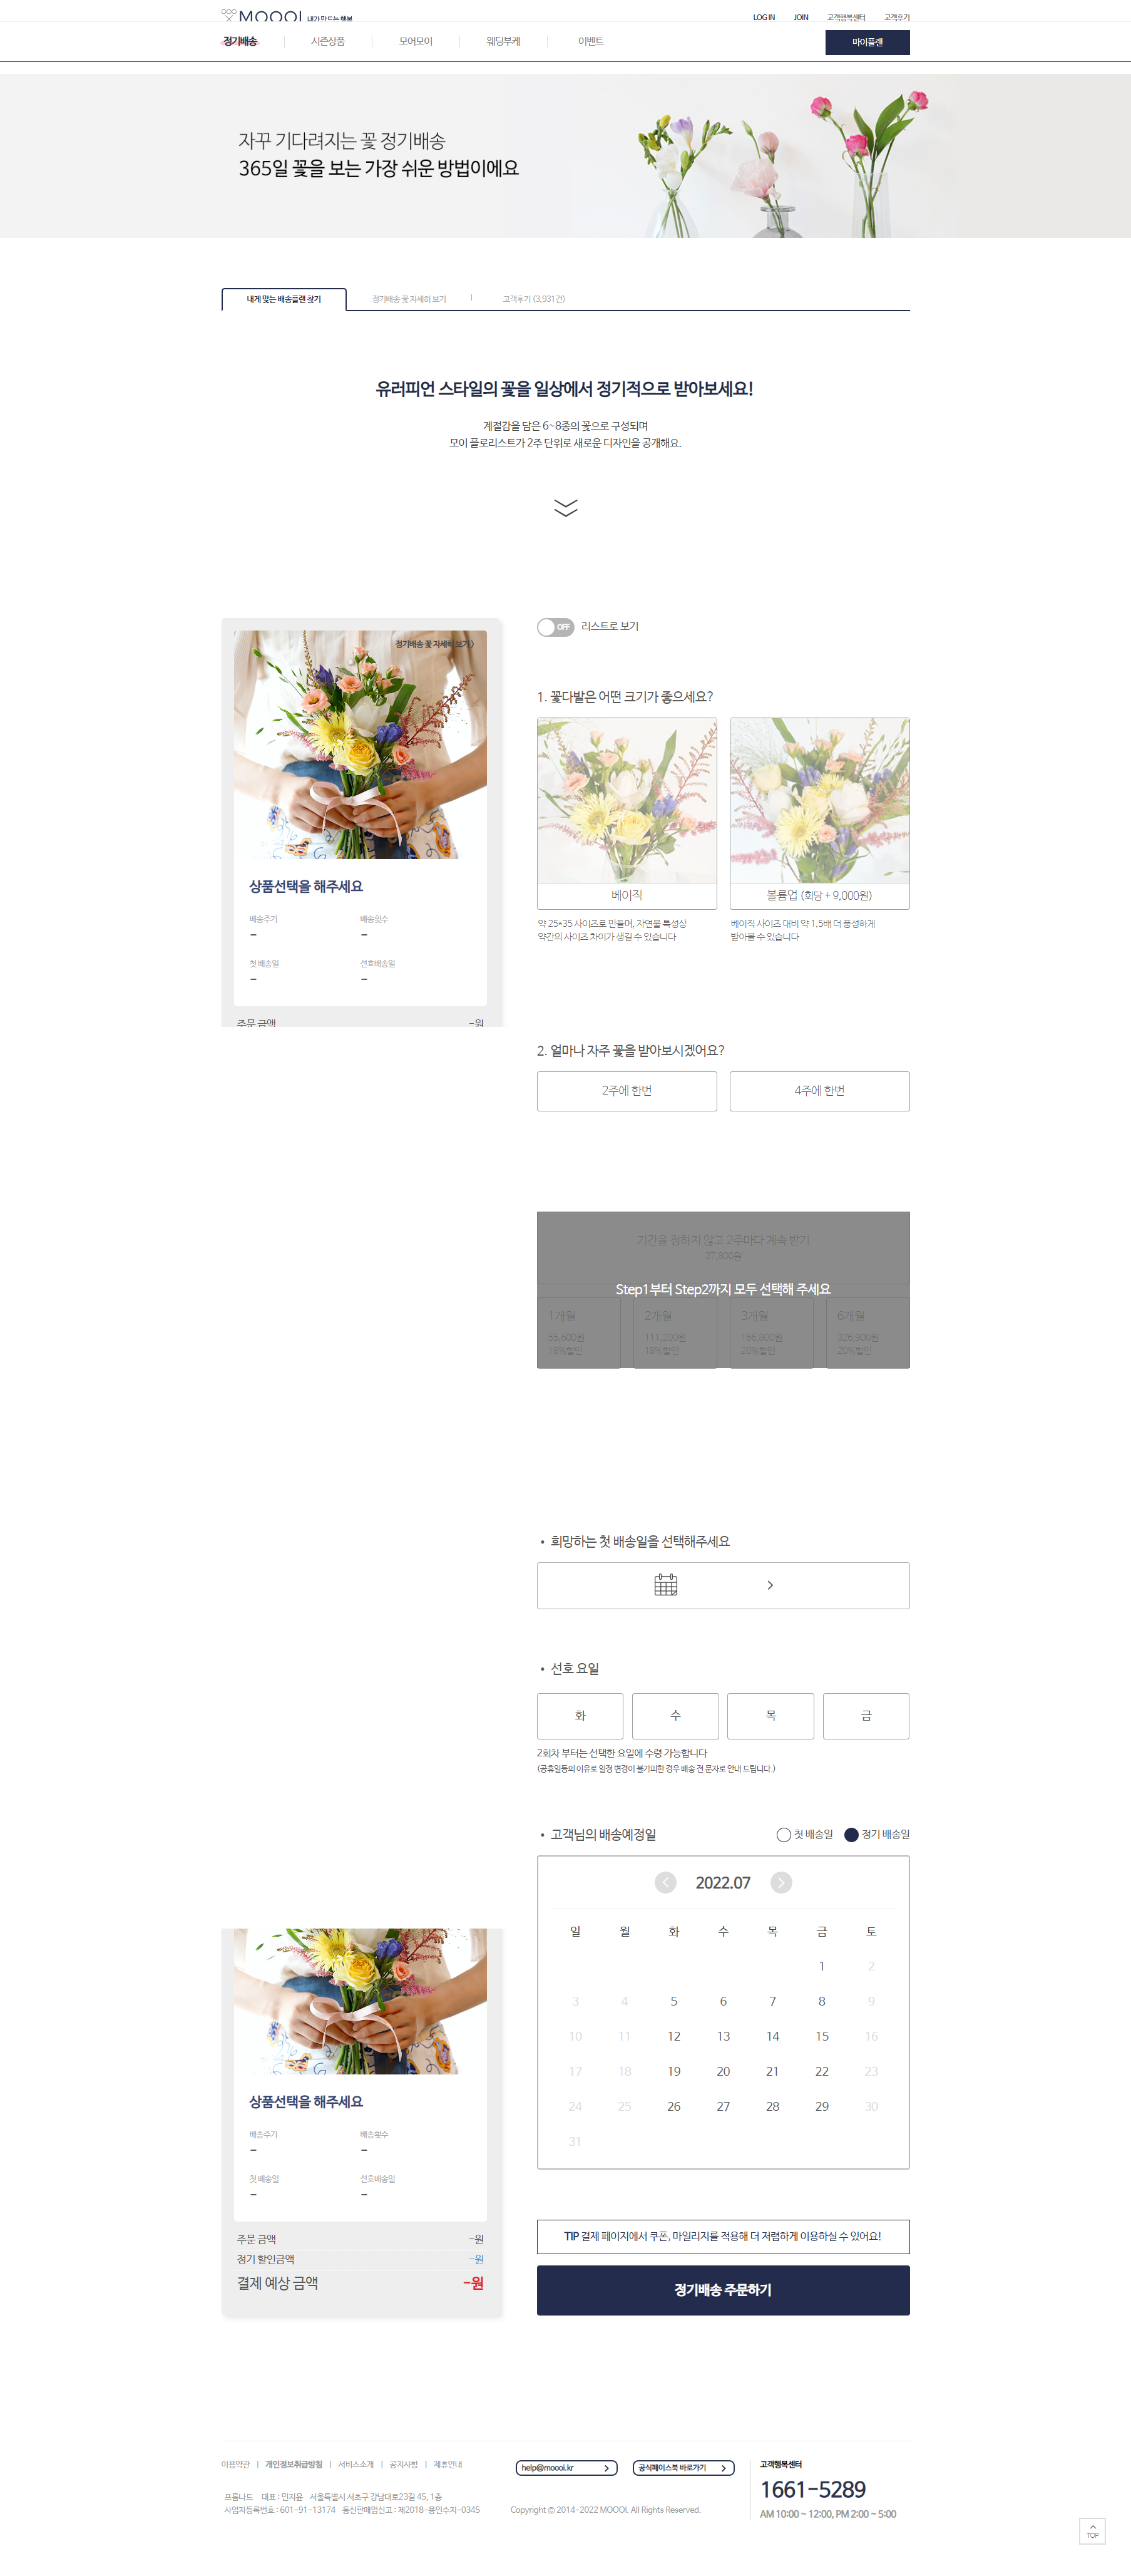 MOOOI 내가 만드는 행복
LOG IN JOIN 고객행복센터 고객후기
정기배송 시즌상품 모어모이 웨딩부케 이벤트 마이플랜
자꾸 기다려지는 꽃 정기배송
365일 꽃을 보는 가장 쉬운 방법이에요
내게 맞는 배송플랜 찾기 정기배송 꽃 자세히 보기 고객후기 (3,931건)
유러피언 스타일의 꽃을 일상에서 정기적으로 받아보세요!
계절감을 담은 6~8종의 꽃으로 구성되며
모이 플로리스트가 2주 단위로 새로운 디자인을 공개해요.
정기배송 꽃 자세히 보기 >
상품선택을 해주세요
배송주기 배송횟수
- -
첫 배송일 선호배송일
- -
주문 금액 -원
OFF 리스트로 보기
1. 꽃다발은 어떤 크기가 좋으세요?
베이직 볼륨업 (회당 + 9,000원)
약 25*35 사이즈로 만들며, 자연물 특성상
약간의 사이즈 차이가 생길 수 있습니다
베이직 사이즈 대비 약 1.5배 더 풍성하게
받아볼 수 있습니다
2. 얼마나 자주 꽃을 받아보시겠어요?
2주에 한번 4주에 한번
기간을 정하지 않고 2주마다 계속 받기
27,800원
Step1부터 Step2까지 모두 선택해 주세요
1개월 2개월 3개월 6개월
55,600원 111,200원 166,800원 326,900원
18%할인 18%할인 20%할인 20%할인
• 희망하는 첫 배송일을 선택해주세요
• 선호 요일
화 수 목 금
2회차 부터는 선택한 요일에 수령 가능합니다
(공휴일등의 이유로 일정 변경이 불가피한 경우 배송 전 문자로 안내 드립니다.)
• 고객님의 배송예정일 첫 배송일 정기 배송일
2022.07
일 월 화 수 목 금 토
1 2
3 4 5 6 7 8 9
10 11 12 13 14 15 16
17 18 19 20 21 22 23
24 25 26 27 28 29 30
31
상품선택을 해주세요
배송주기 배송횟수
- -
첫 배송일 선호배송일
- -
주문 금액 -원
정기 할인금액 -원
결제 예상 금액 -원
TIP 결제 페이지에서 쿠폰, 마일리지를 적용해 더 저렴하게 이용하실 수 있어요!
정기배송 주문하기
이용약관 | 개인정보취급방침 | 서비스소개 | 공지사항 | 제휴안내
help@moooi.kr 공식페이스북 바로가기
프롬나드 대표 : 민지윤 서울특별시 서초구 강남대로23길 45, 1층
사업자등록번호 : 601-91-13174 통신판매업신고 : 제2018-용인수지-0345
Copyright © 2014-2022 MOOOI. All Rights Reserved.
고객행복센터
1661-5289
AM 10:00 ~ 12:00, PM 2:00 ~ 5:00
TOP